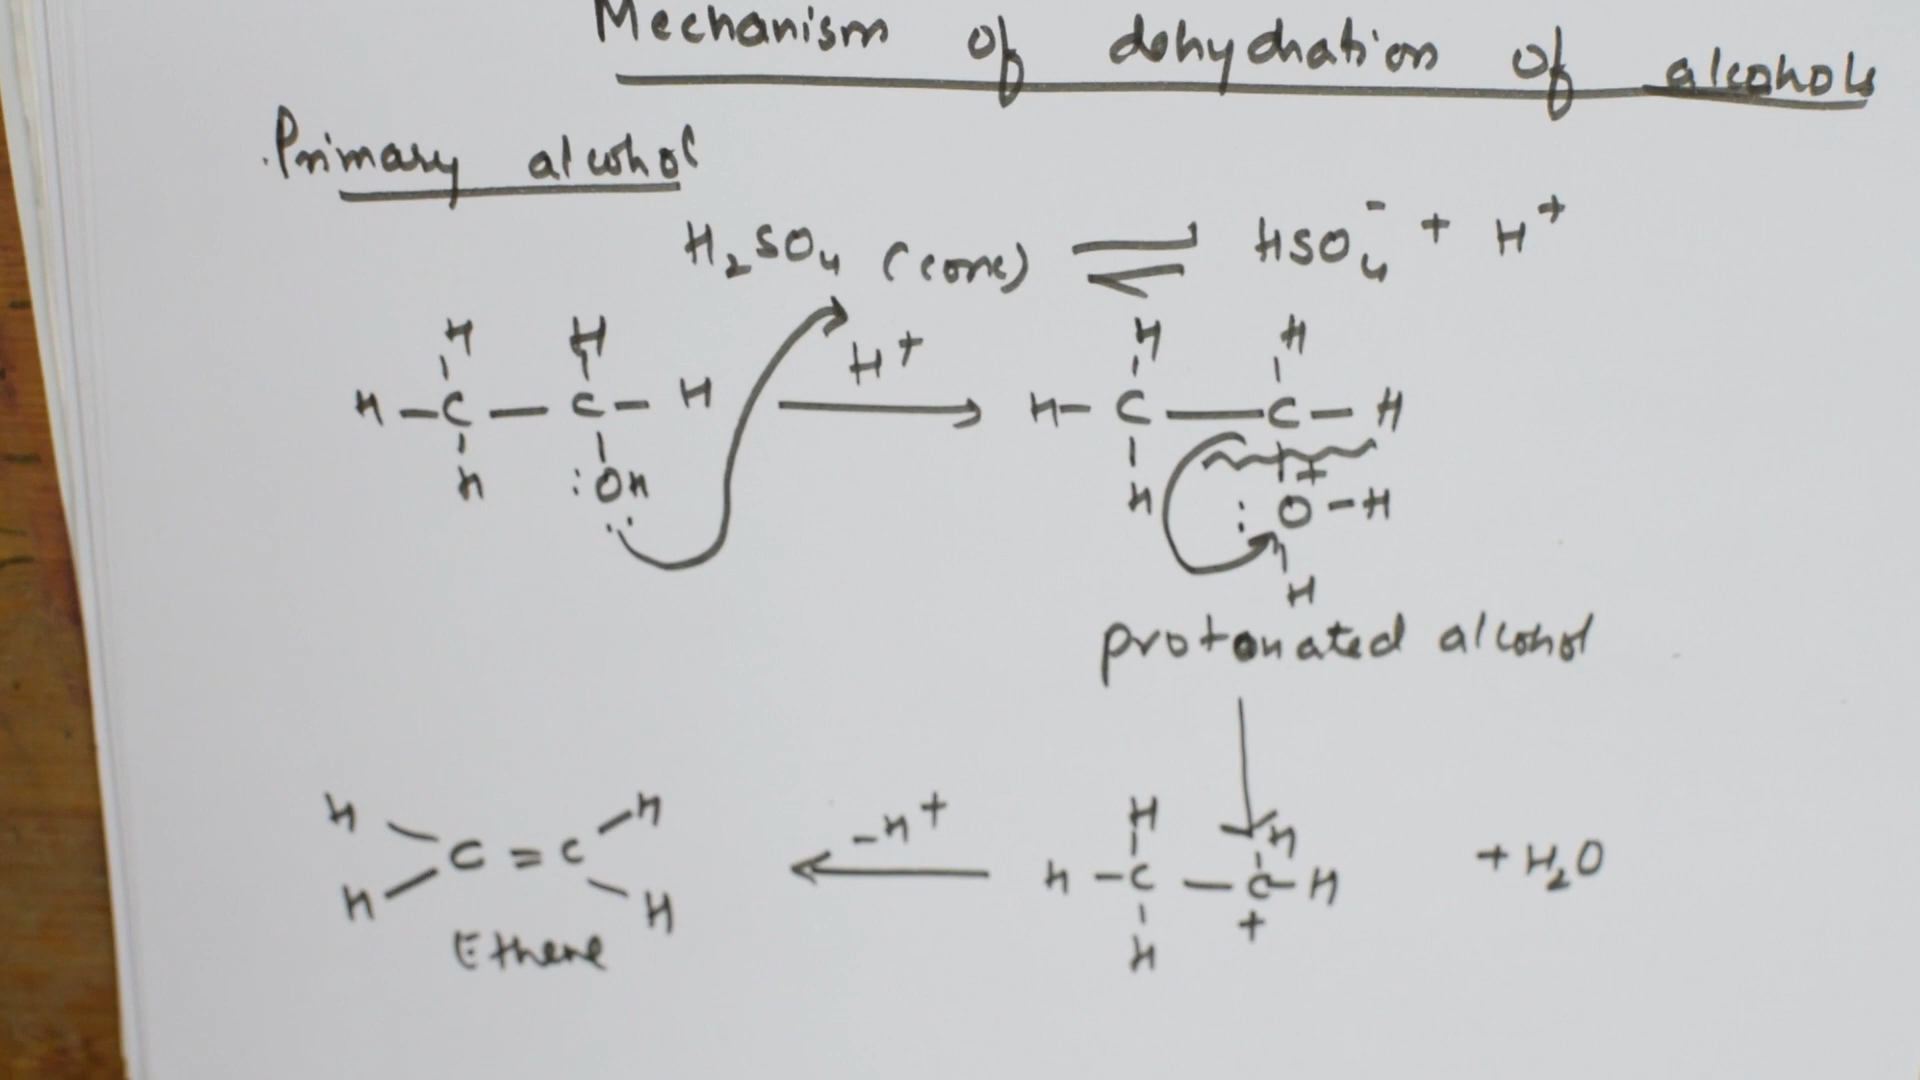 Mechanism of dehydration of alcohols
Primary alcohol
H₂SO₄ (conc) ⇌ HSO₄⁻ + H⁺
H H H⁺ H H
H – C – C – H → H – C – C – H
H :OH H : O⁺ – H
H
protonated alcohol
H H –H⁺ H H
C = C ← H – C – C – H + H₂O
H H H +
Ethene